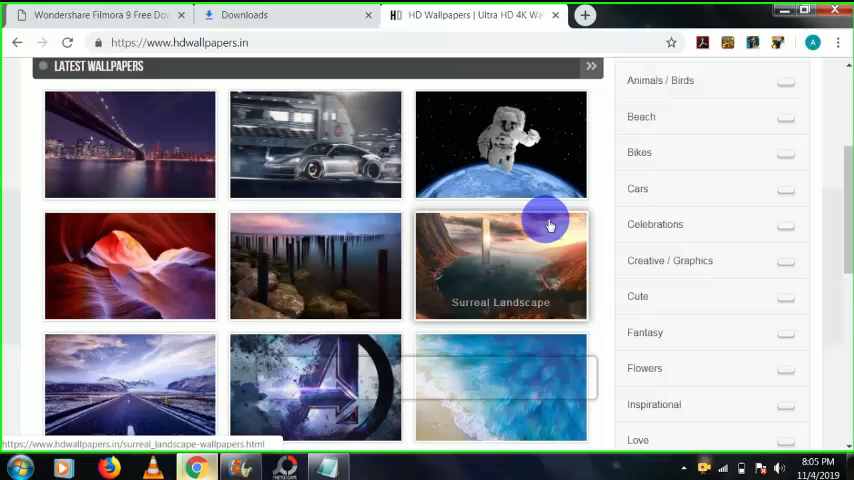 Wondershare Filmora 9 Free Dow
Downloads
HD Wallpapers | Ultra HD 4K Wa
https://www.hdwallpapers.in
A
LATEST WALLPAPERS
Animals / Birds
Beach
Bikes
Cars
Celebrations
Creative / Graphics
Surreal Landscape
Cute
Fantasy
Flowers
Inspirational
Love
https://www.hdwallpapers.in/surreal_landscape-wallpapers.html
8:05 PM
11/4/2019